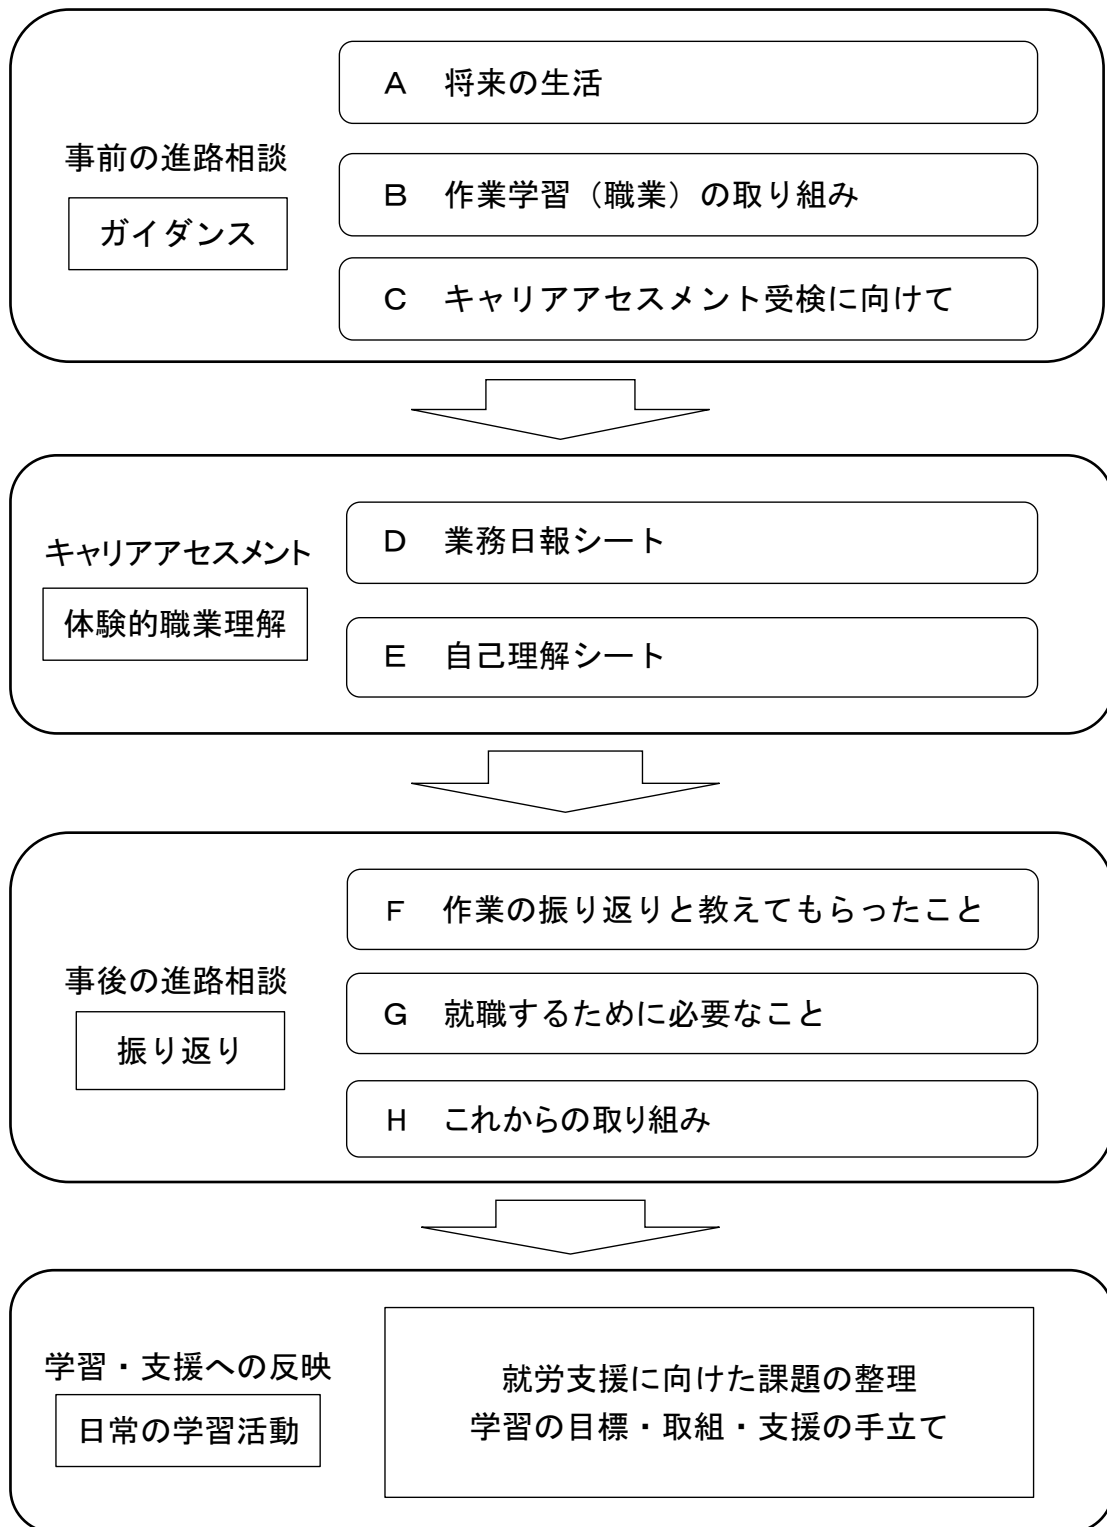 事前の進路相談
ガイダンス
A 将来の生活
B 作業学習（職業）の取り組み
C キャリアアセスメント受検に向けて
キャリアアセスメント
体験的職業理解
D 業務日報シート
E 自己理解シート
事後の進路相談
振り返り
F 作業の振り返りと教えてもらったこと
G 就職するために必要なこと
H これからの取り組み
学習・支援への反映
日常の学習活動
就労支援に向けた課題の整理
学習の目標・取組・支援の手立て